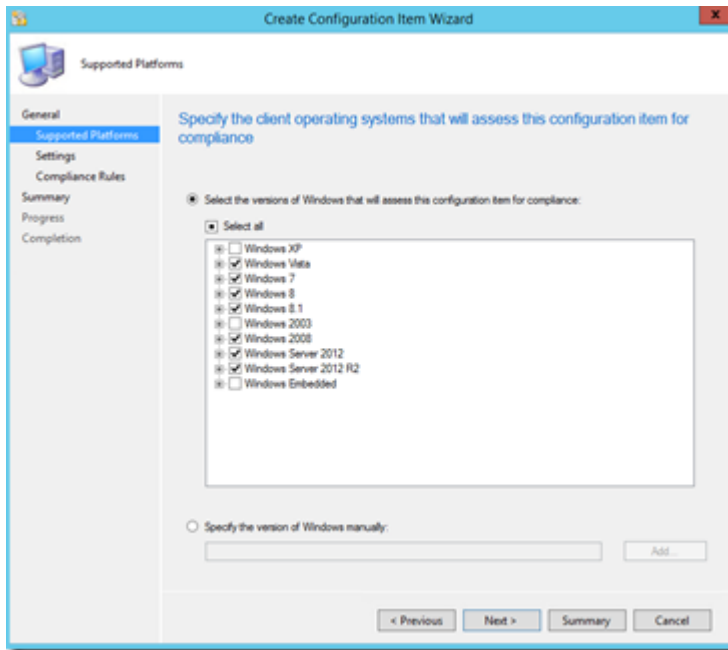 Create Configuration Item Wizard
Supported Platforms
General
Supported Platforms
Settings
Compliance Rules
Summary
Progress
Completion
Specify the client operating systems that will assess this configuration item for
compliance
Select the versions of Windows that will assess this configuration item for compliance:
Select all
Windows XP
Windows Vista
Windows 7
Windows 8
Windows 8.1
Windows 2003
Windows 2008
Windows Server 2012
Windows Server 2012 R2
Windows Embedded
Specify the version of Windows manually:
Add...
< Previous
Next >
Summary
Cancel